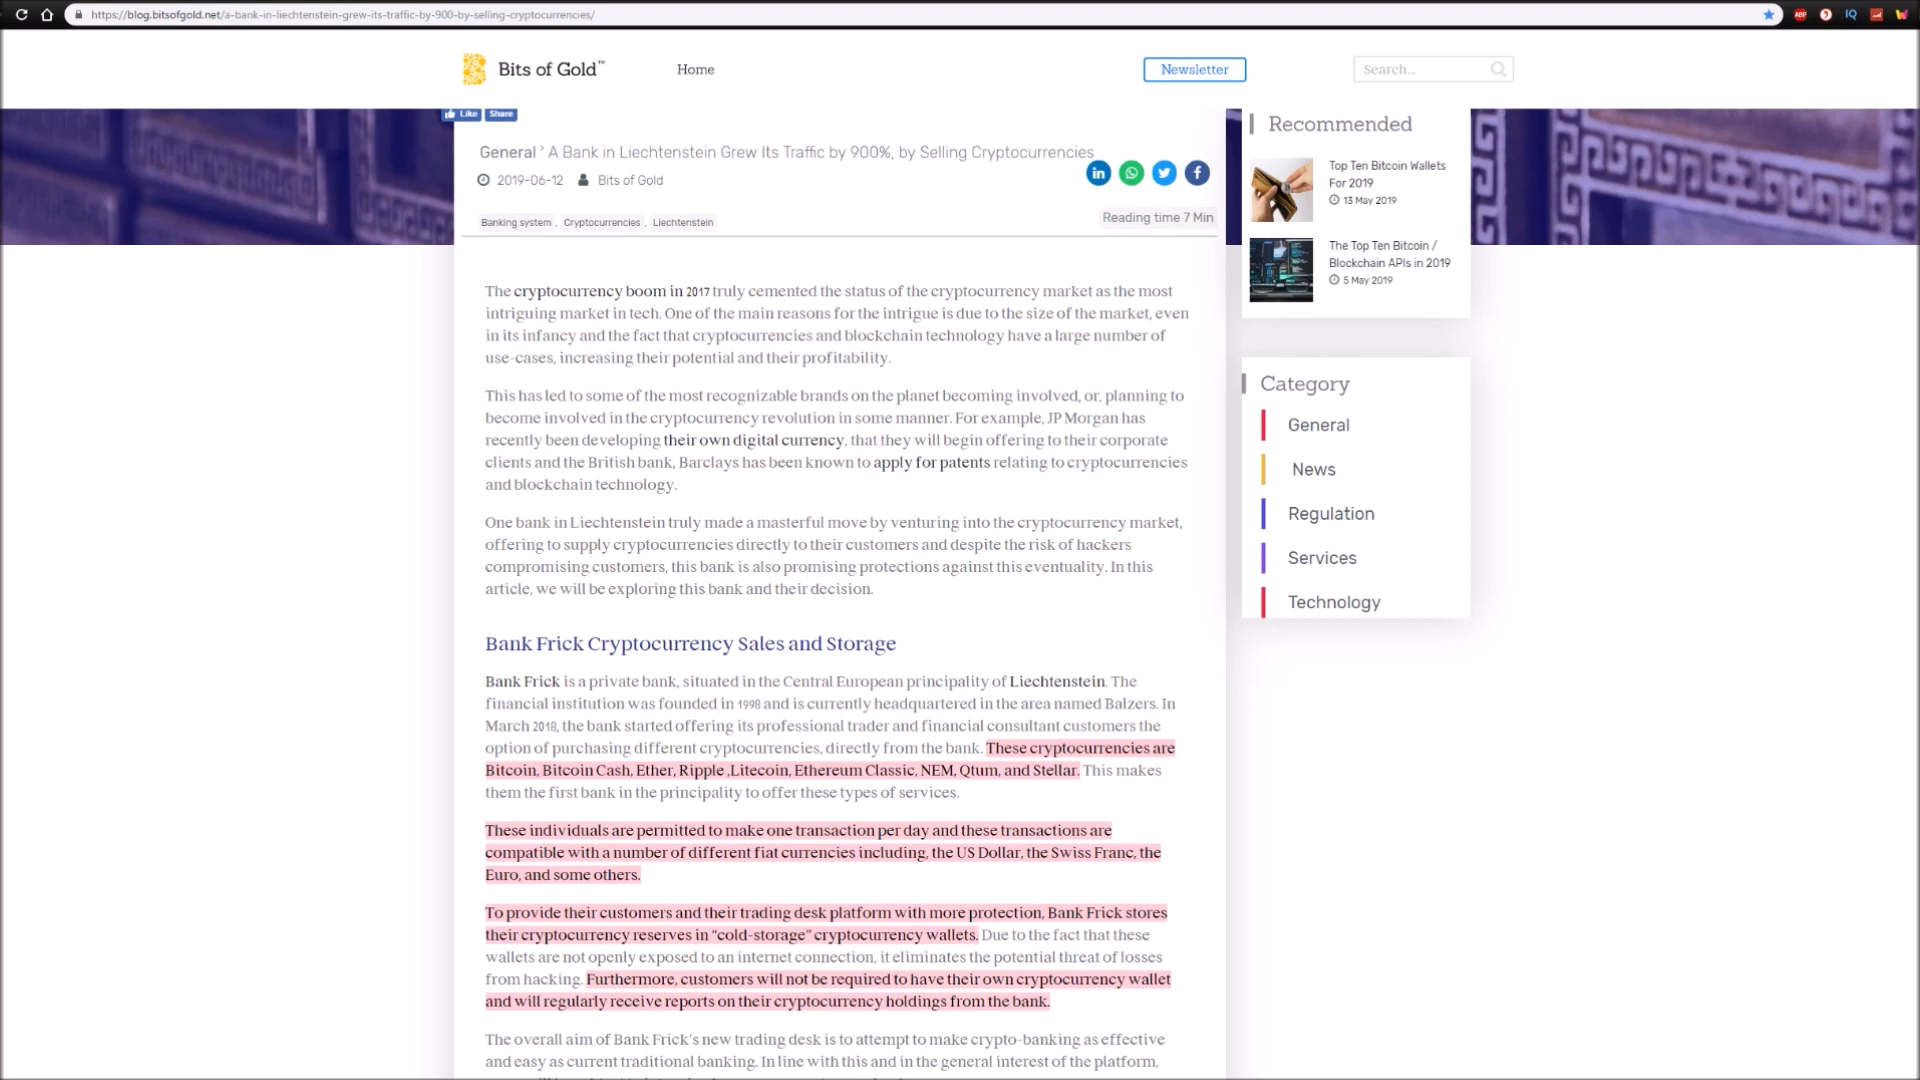 https://blog.bitsofgold.net/a-bank-in-liechtenstein-grew-its-traffic-by-900-by-selling-cryptocurrencies/
ABP
IQ
Bits of Gold™
Home
Newsletter
Search...
Like
Share
General > A Bank in Liechtenstein Grew Its Traffic by 900%, by Selling Cryptocurrencies
2019-06-12
Bits of Gold
Reading time 7 Min
Banking system , Cryptocurrencies , Liechtenstein
The cryptocurrency boom in 2017 truly cemented the status of the cryptocurrency market as the most
intriguing market in tech. One of the main reasons for the intrigue is due to the size of the market, even
in its infancy and the fact that cryptocurrencies and blockchain technology have a large number of
use-cases, increasing their potential and their profitability.
This has led to some of the most recognizable brands on the planet becoming involved, or, planning to
become involved in the cryptocurrency revolution in some manner. For example, JP Morgan has
recently been developing their own digital currency, that they will begin offering to their corporate
clients and the British bank, Barclays has been known to apply for patents relating to cryptocurrencies
and blockchain technology.
One bank in Liechtenstein truly made a masterful move by venturing into the cryptocurrency market,
offering to supply cryptocurrencies directly to their customers and despite the risk of hackers
compromising customers, this bank is also promising protections against this eventuality. In this
article, we will be exploring this bank and their decision.
Bank Frick Cryptocurrency Sales and Storage
Bank Frick is a private bank, situated in the Central European principality of Liechtenstein. The
financial institution was founded in 1998 and is currently headquartered in the area named Balzers. In
March 2018, the bank started offering its professional trader and financial consultant customers the
option of purchasing different cryptocurrencies, directly from the bank. These cryptocurrencies are
Bitcoin, Bitcoin Cash, Ether, Ripple ,Litecoin, Ethereum Classic, NEM, Qtum, and Stellar. This makes
them the first bank in the principality to offer these types of services.
These individuals are permitted to make one transaction per day and these transactions are
compatible with a number of different fiat currencies including, the US Dollar, the Swiss Franc, the
Euro, and some others.
To provide their customers and their trading desk platform with more protection, Bank Frick stores
their cryptocurrency reserves in "cold-storage" cryptocurrency wallets. Due to the fact that these
wallets are not openly exposed to an internet connection, it eliminates the potential threat of losses
from hacking. Furthermore, customers will not be required to have their own cryptocurrency wallet
and will regularly receive reports on their cryptocurrency holdings from the bank.
The overall aim of Bank Frick's new trading desk is to attempt to make crypto-banking as effective
and easy as current traditional banking. In line with this and in the general interest of the platform,
Recommended
Top Ten Bitcoin Wallets
For 2019
13 May 2019
The Top Ten Bitcoin /
Blockchain APIs in 2019
5 May 2019
Category
General
News
Regulation
Services
Technology